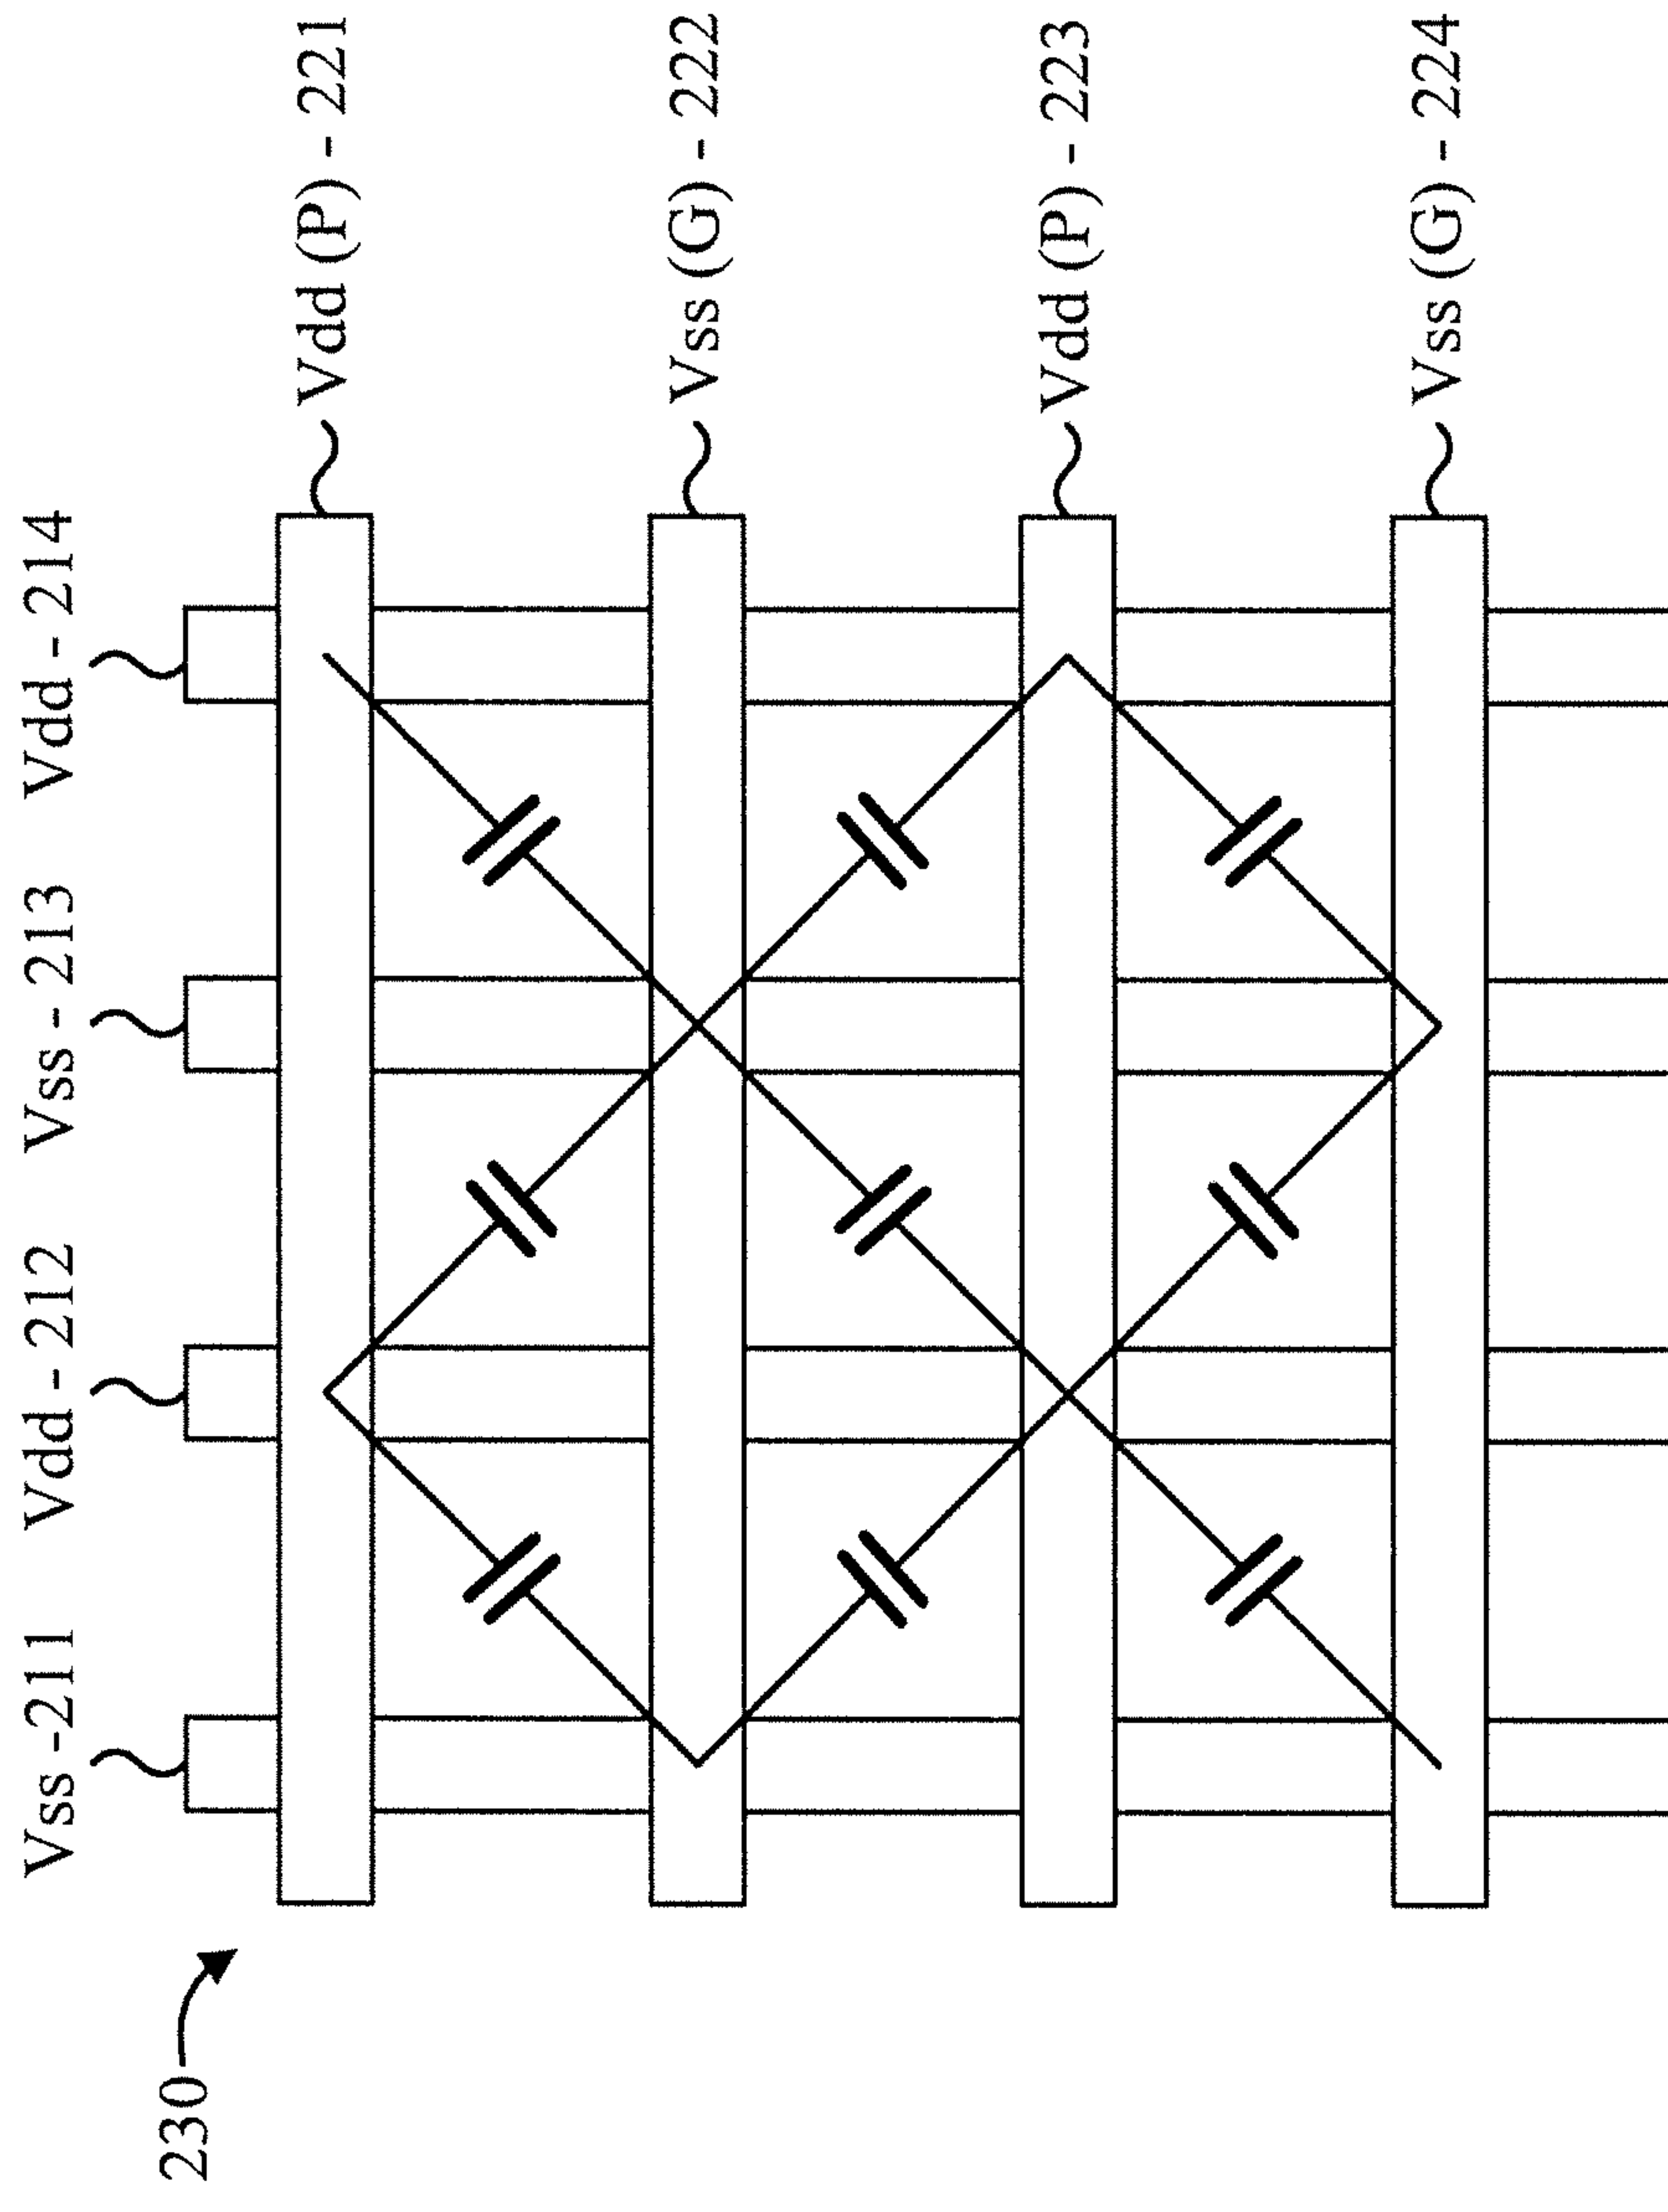 230
Vss -211
Vdd - 212
Vss - 213
Vdd - 214
Vdd (P) - 221
Vss (G) - 222
Vdd (P) - 223
Vss (G) - 224